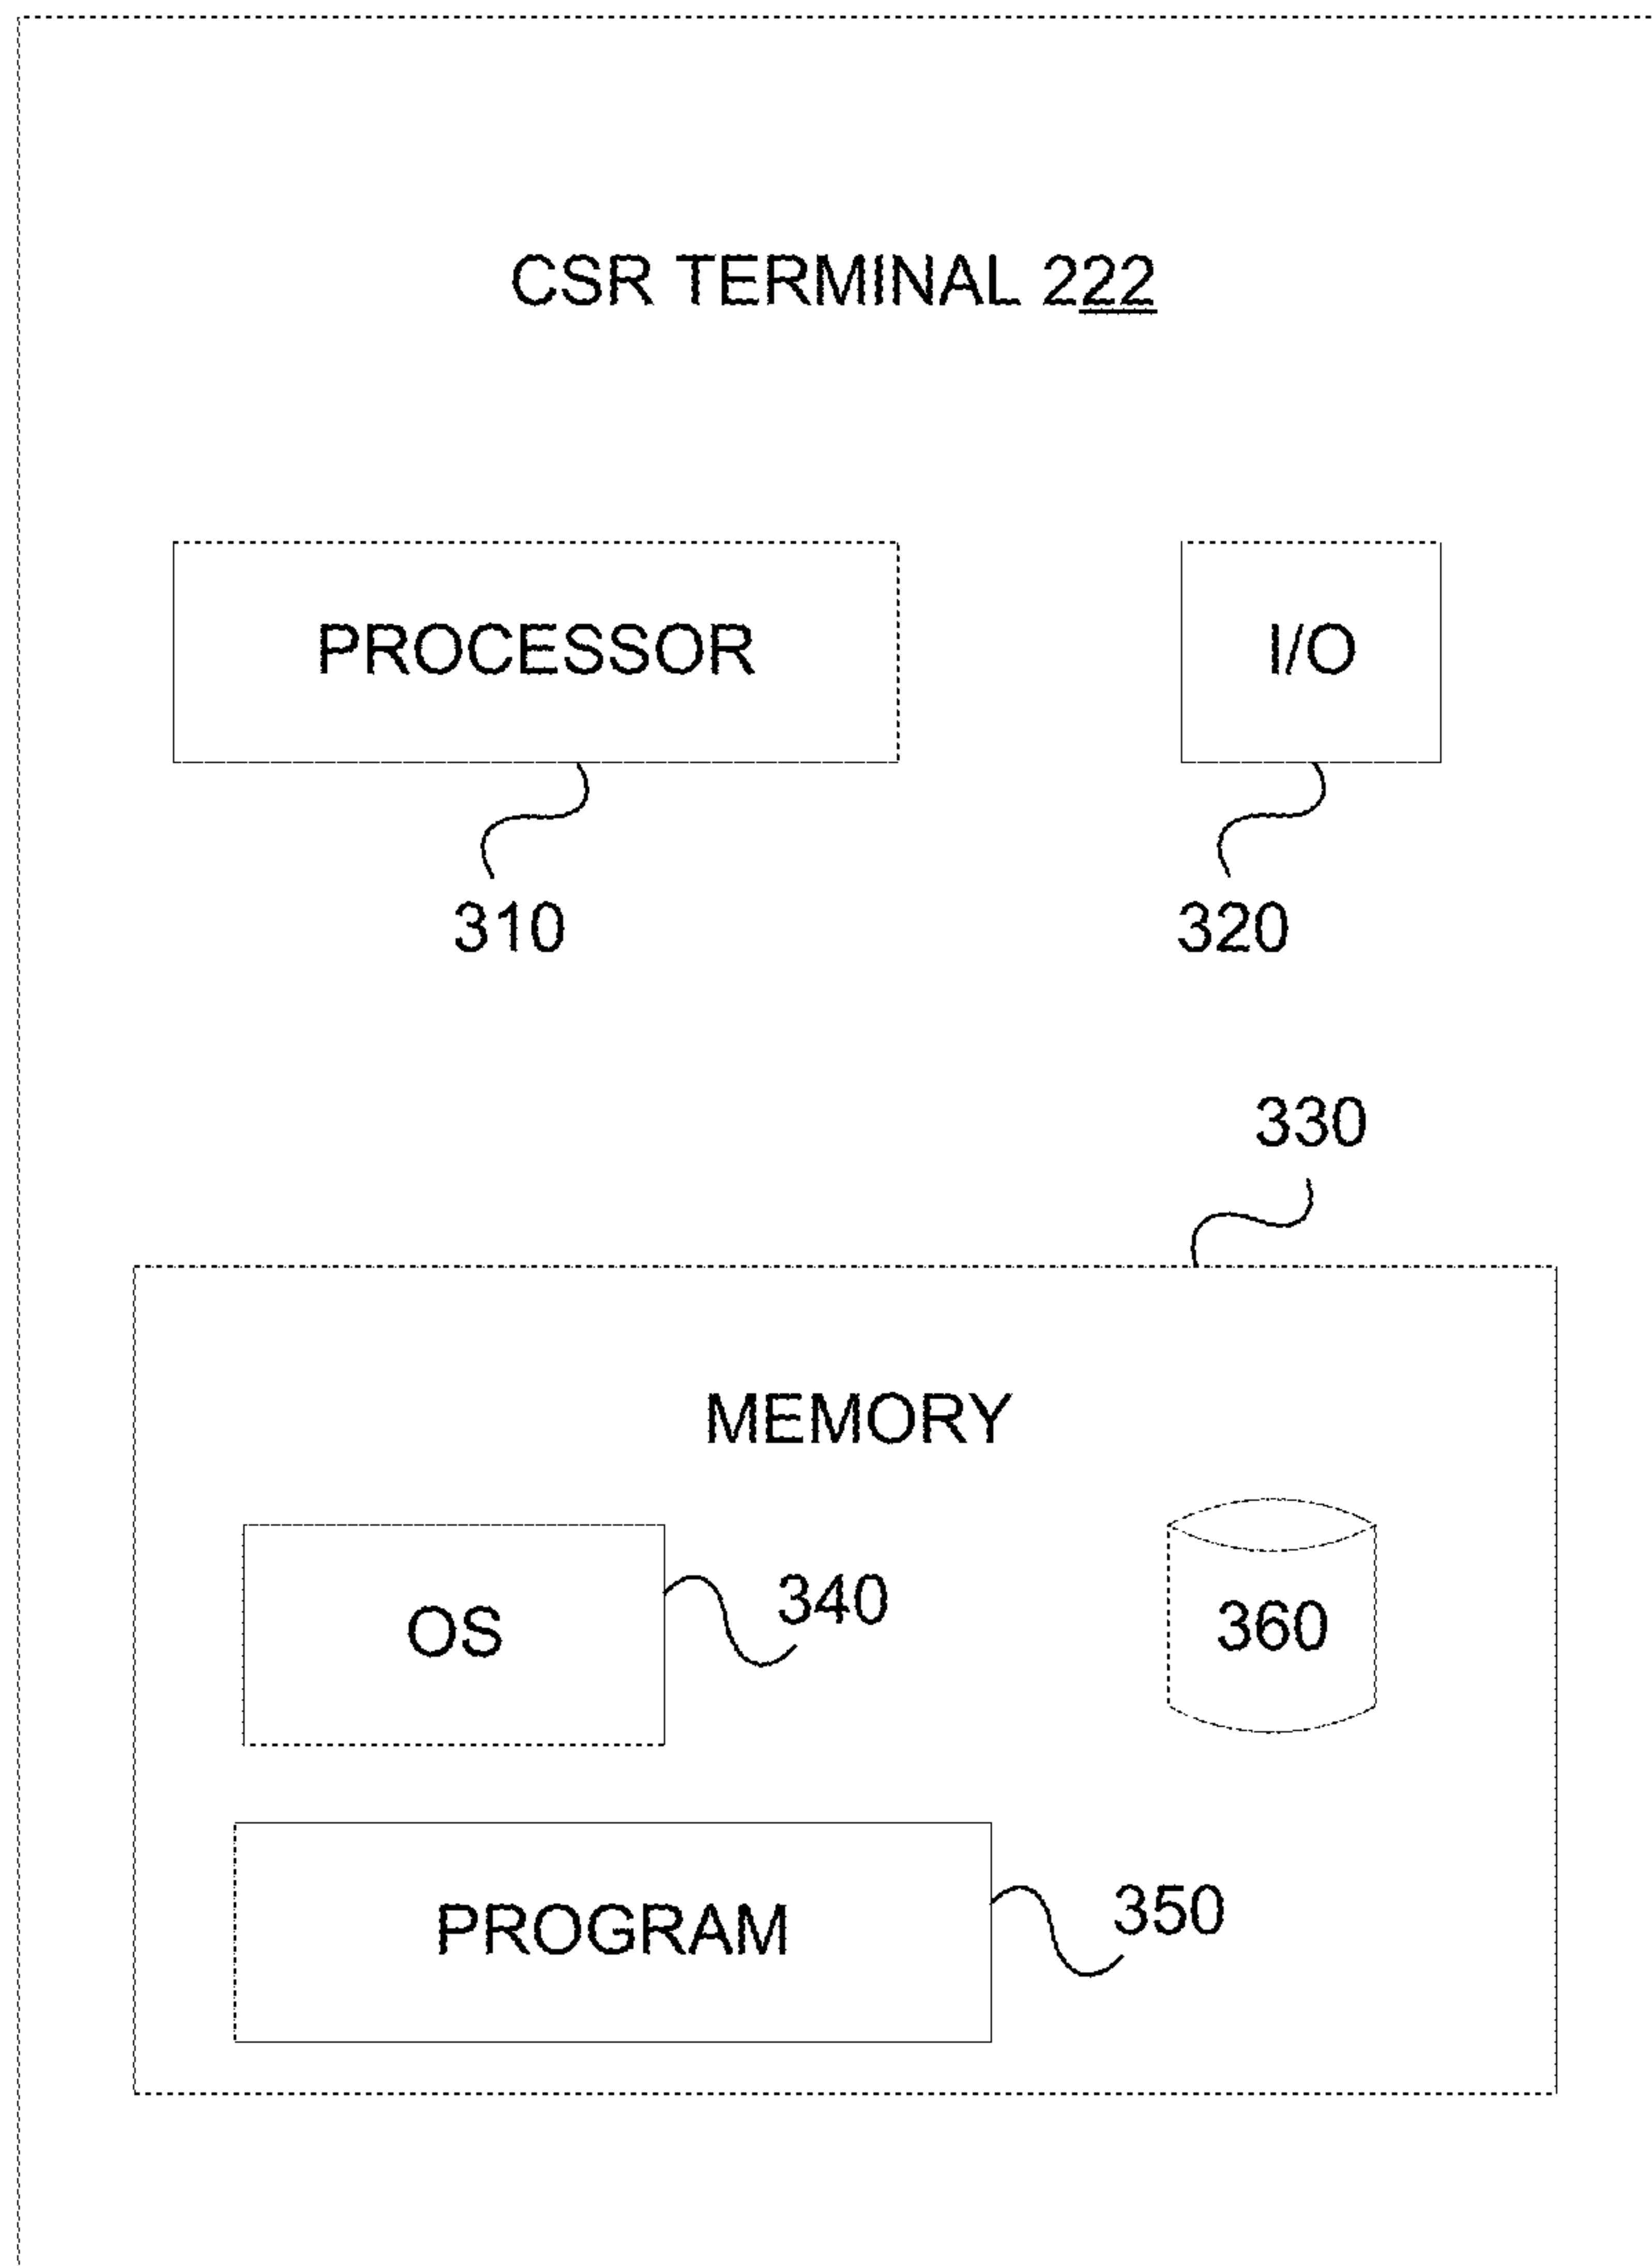 CSR TERMINAL 222
PROCESSOR
I/O
310
320
330
MEMORY
OS
340
360
PROGRAM
350